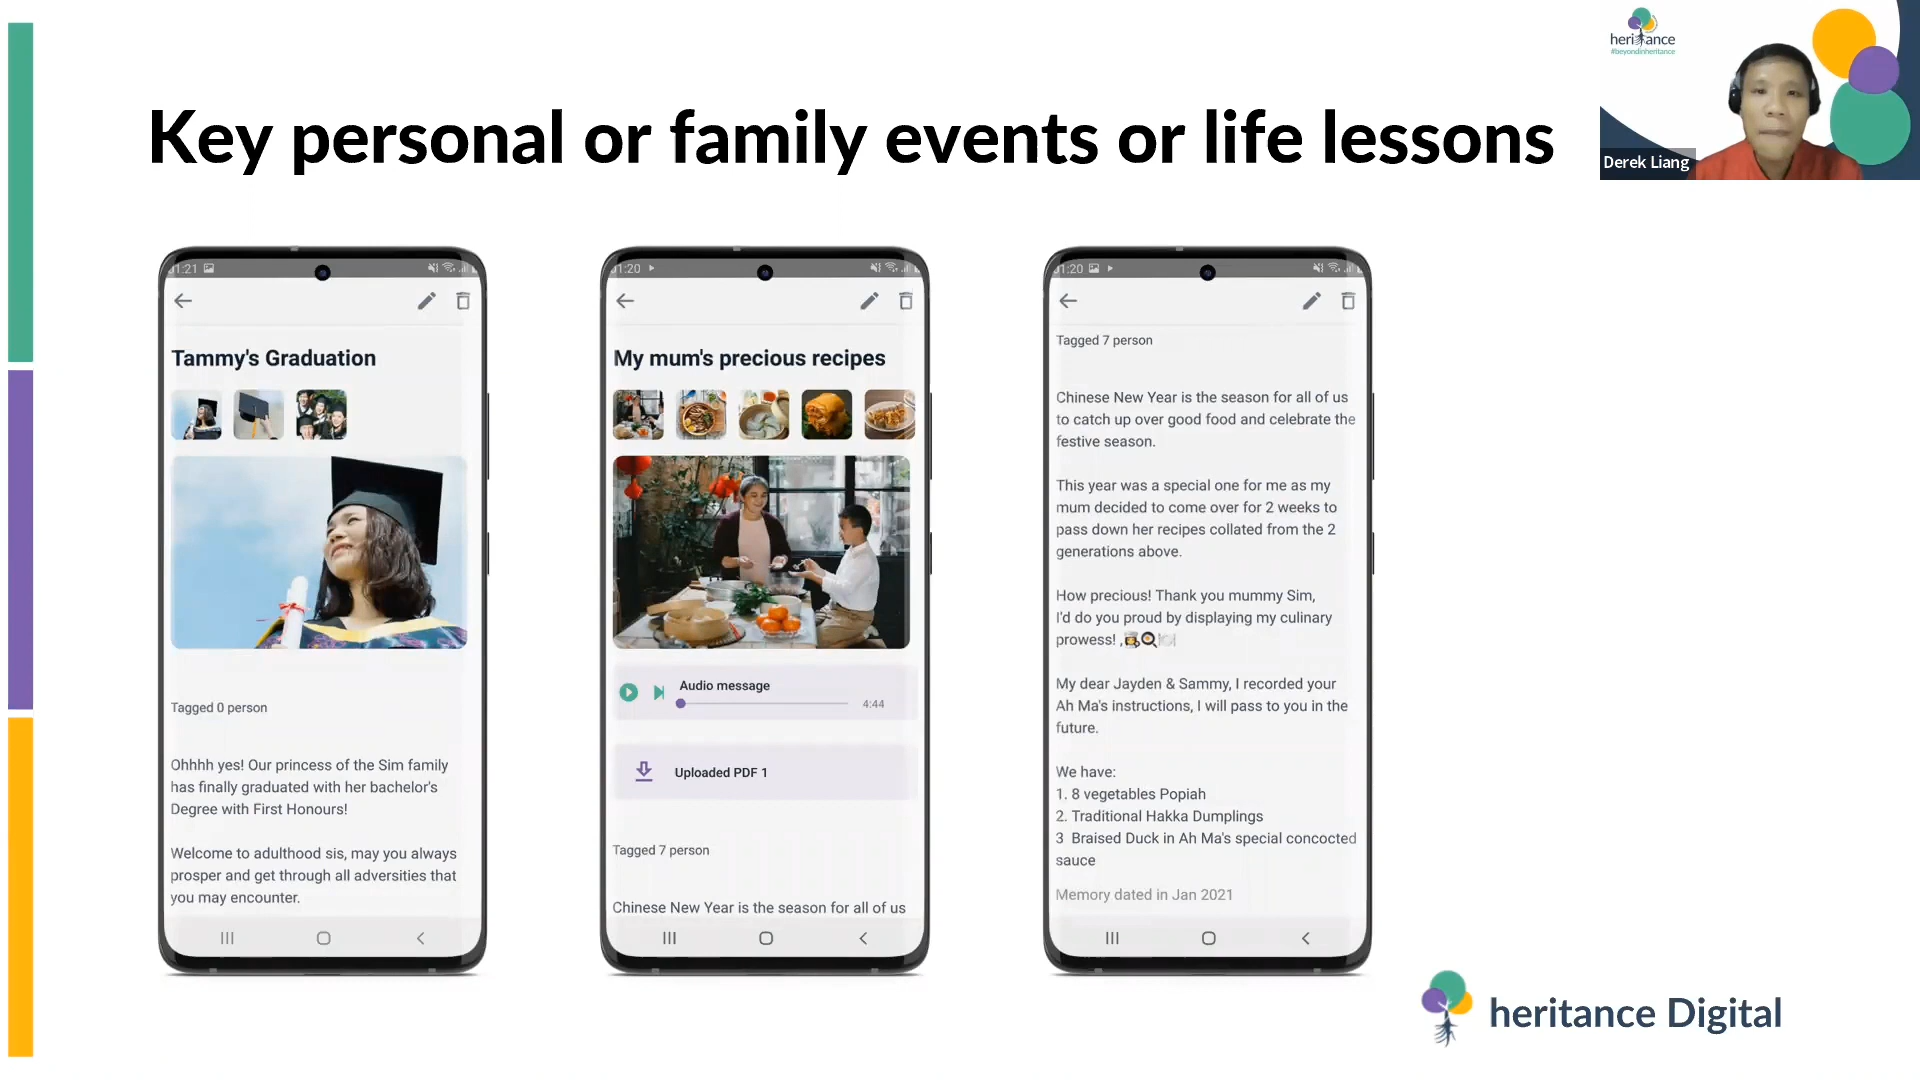 heritance
#beyondinheritance
Derek Liang
Key personal or family events or life lessons
01:21
Tammy's Graduation
Tagged 0 person
Ohhhh yes! Our princess of the Sim family
has finally graduated with her bachelor's
Degree with First Honours!
Welcome to adulthood sis, may you always
prosper and get through all adversities that
you may encounter.
01:20
My mum's precious recipes
Audio message
4:44
Uploaded PDF 1
Tagged 7 person
Chinese New Year is the season for all of us
01:20
Tagged 7 person
Chinese New Year is the season for all of us
to catch up over good food and celebrate the
festive season.
This year was a special one for me as my
mum decided to come over for 2 weeks to
pass down her recipes collated from the 2
generations above.
How precious! Thank you mummy Sim,
I'd do you proud by displaying my culinary
prowess! ,👩‍🍳🍳🍽
My dear Jayden & Sammy, I recorded your
Ah Ma's instructions, I will pass to you in the
future.
We have:
1. 8 vegetables Popiah
2. Traditional Hakka Dumplings
3 Braised Duck in Ah Ma's special concocted
sauce
Memory dated in Jan 2021
heritance Digital